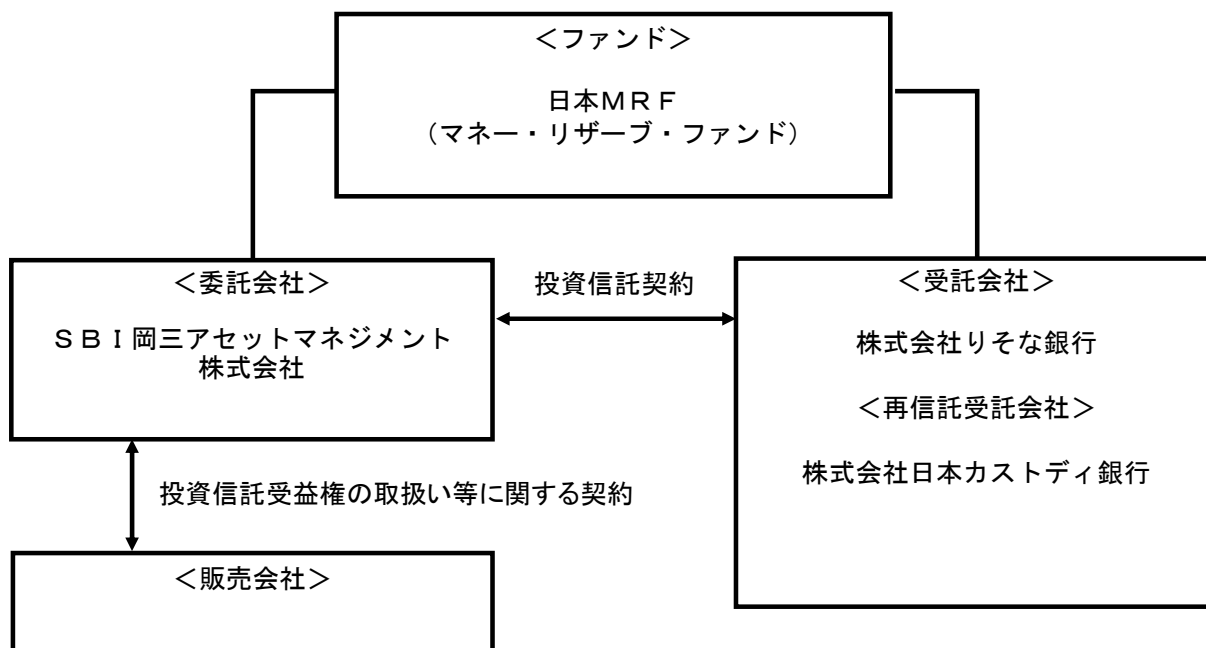 ＜ファンド＞
日本ＭＲＦ
（マネー・リザーブ・ファンド）
＜委託会社＞
ＳＢＩ岡三アセットマネジメント
株式会社
投資信託契約
＜受託会社＞
株式会社りそな銀行
＜再信託受託会社＞
株式会社日本カストディ銀行
投資信託受益権の取扱い等に関する契約
＜販売会社＞